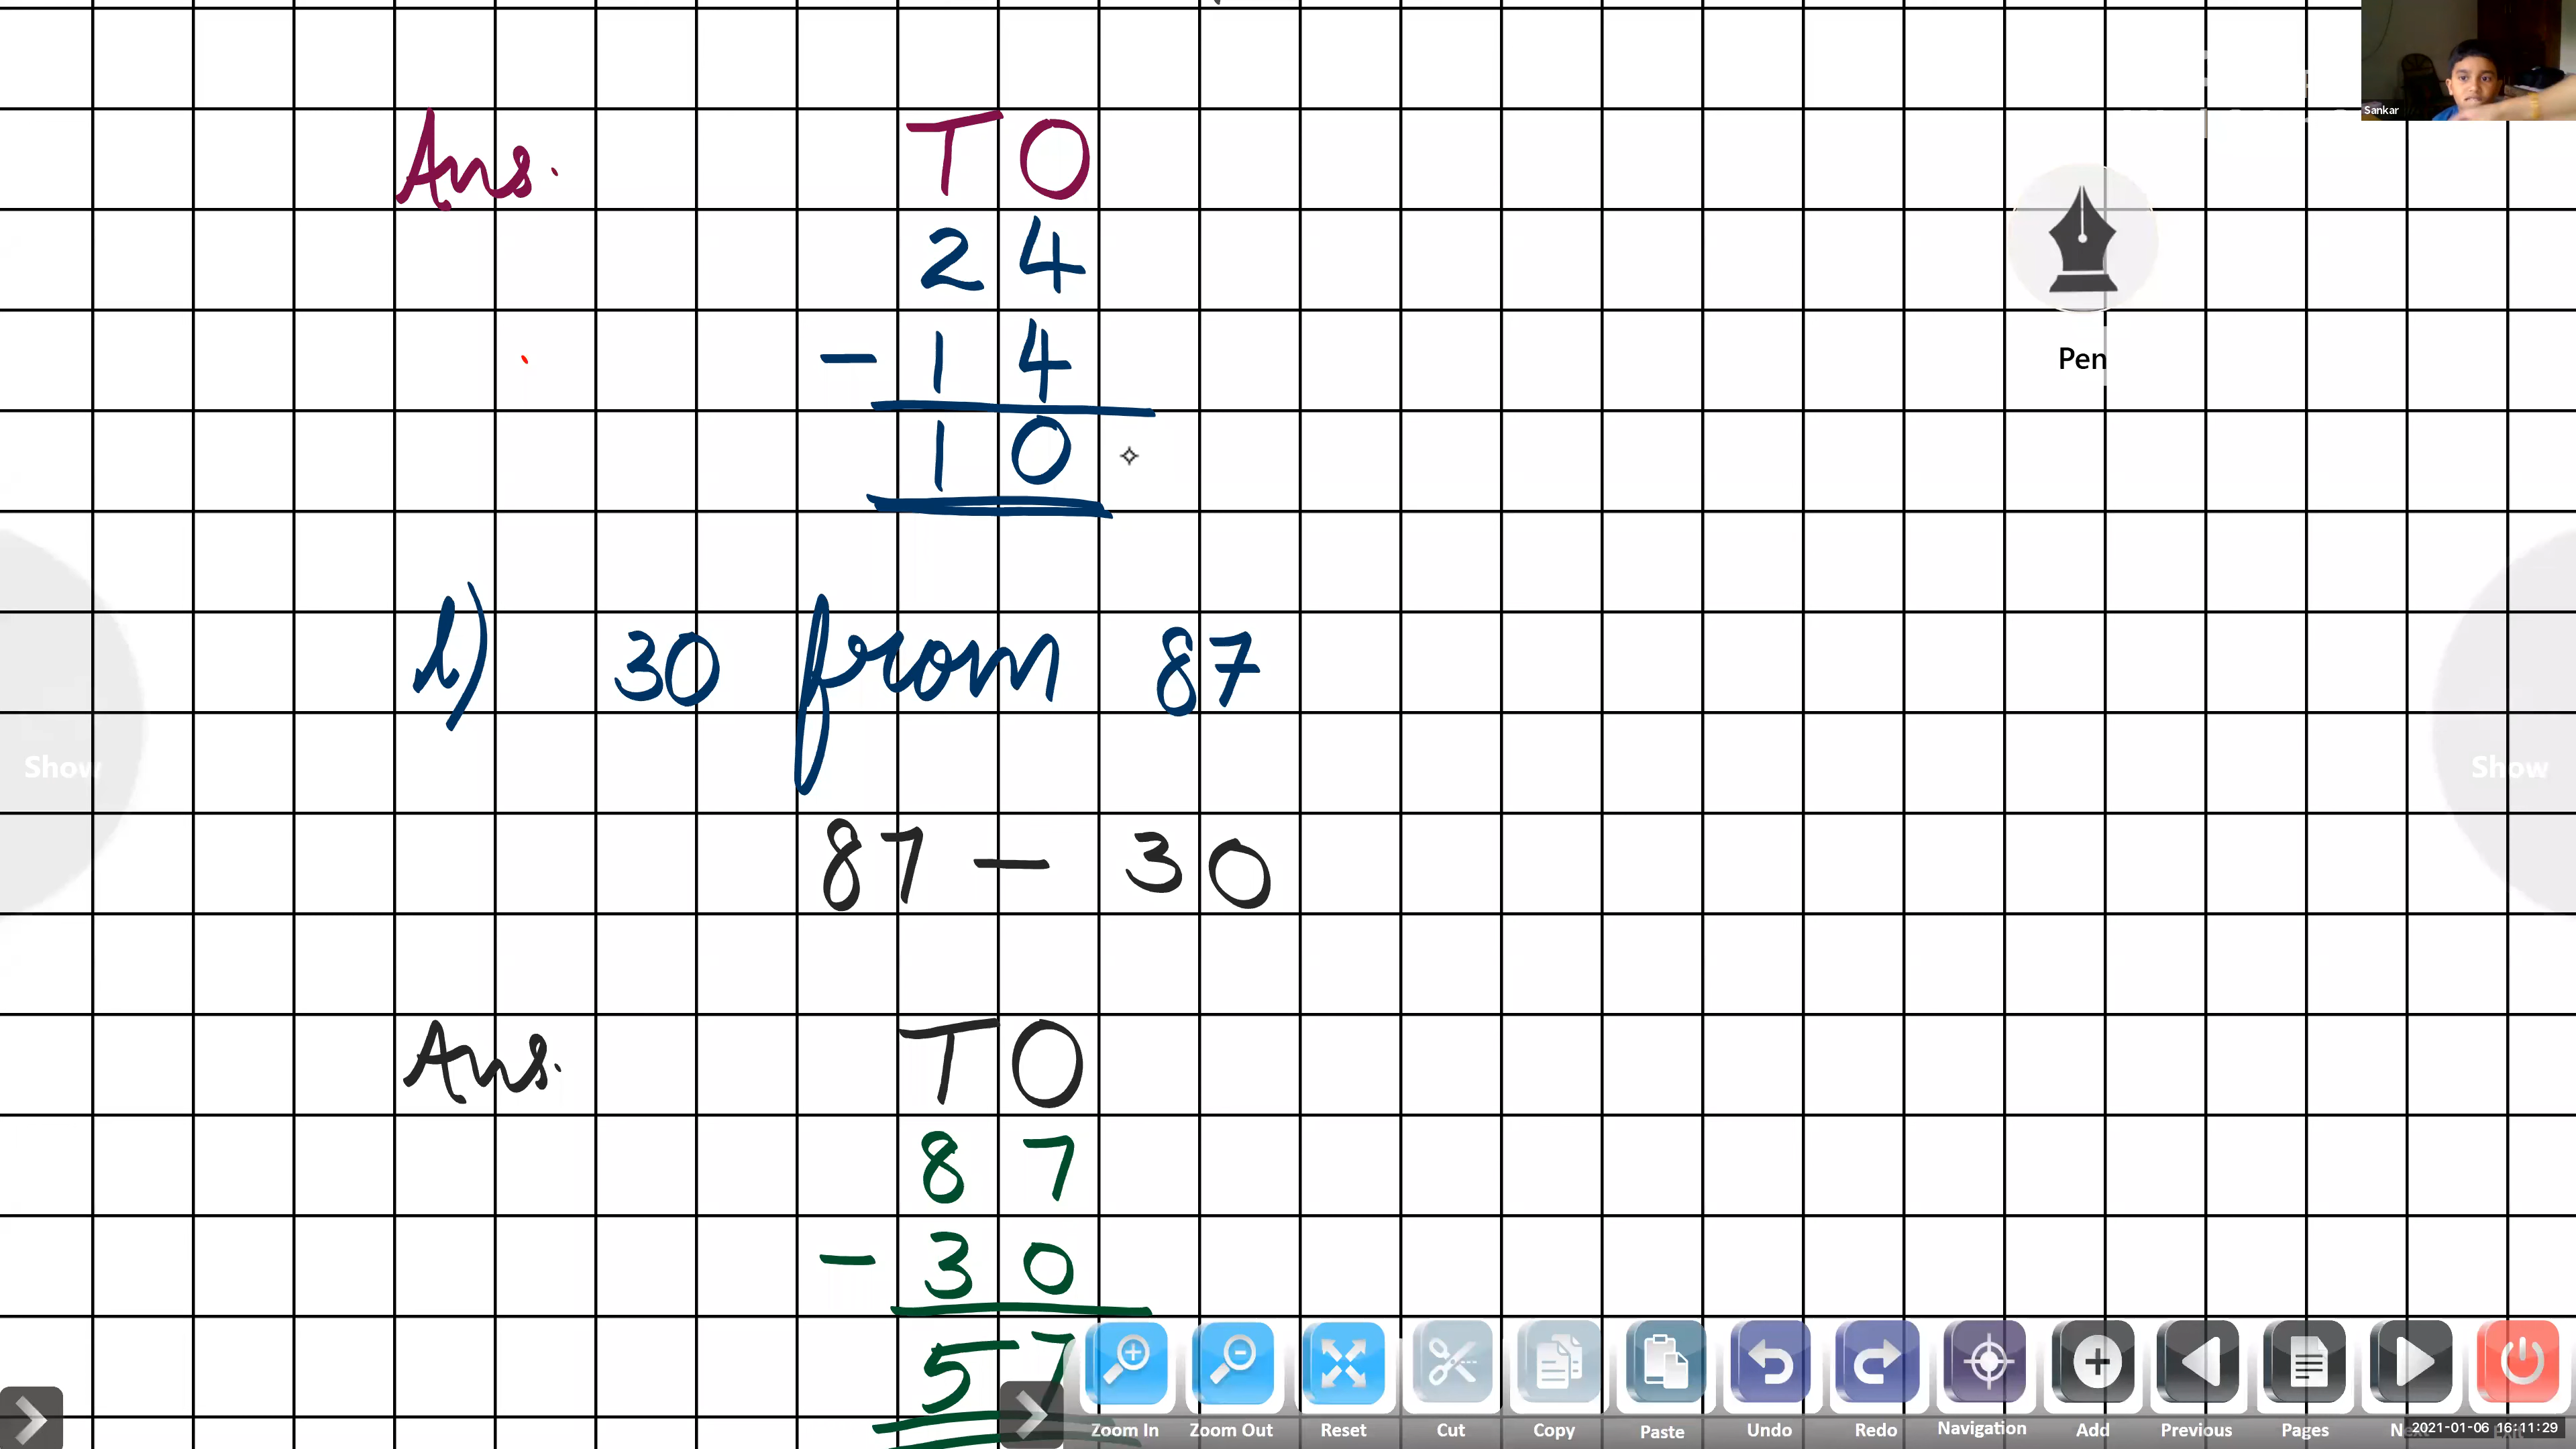 Sankar
Ans. T O
2 4
- 1 4
1 0
Pen
b) 30 from 87
Show
Show
87 - 30
Ans. T O
8 7
- 3 0
5 7
Zoom In Zoom Out Reset Cut Copy Paste Undo Redo Navigation Add Previous Pages
2021-01-06 16:11:29